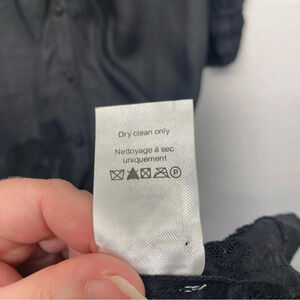 Dry clean only
Nettoyage à sec
uniquement
P